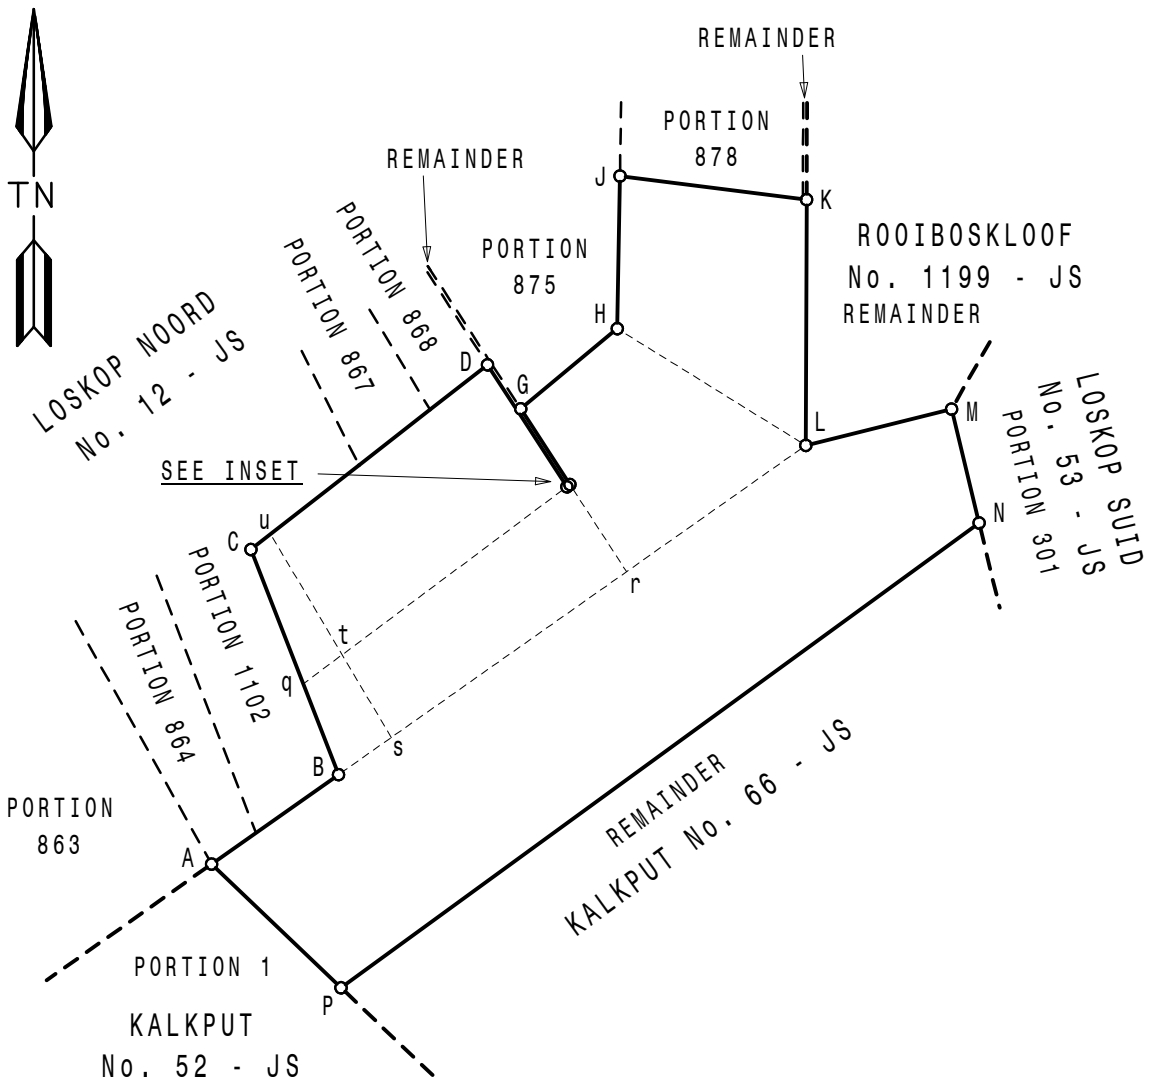 REMAINDER
PORTION
878
REMAINDER
TN
J
K
PORTION 868
PORTION
875
ROOIBOSKLOOF
No. 1199 - JS
REMAINDER
PORTION 867
LOSKOP NOORD
No. 12 - JS
H
D
G
L
M
LOSKOP SUID
No. 53 - JS
PORTION 301
SEE INSET
N
u
C
PORTION 1102
r
PORTION 864
t
q
s
B
REMAINDER
KALKPUT No. 66 - JS
PORTION
863
A
PORTION 1
P
KALKPUT
No. 52 - JS